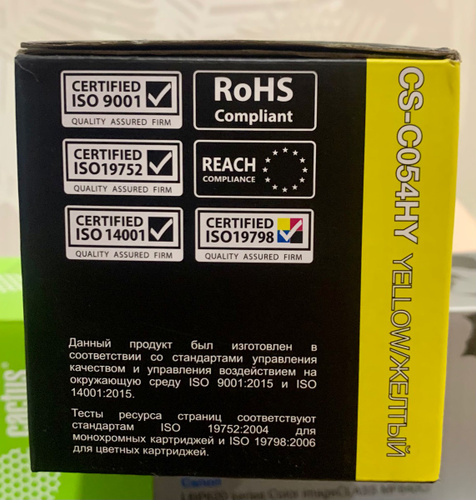 CERTIFIED
ISO 9001
QUALITY ASSURED FIRM
RoHS
Compliant
CERTIFIED
ISO19752
QUALITY ASSURED FIRM
REACH
COMPLIANCE
CERTIFIED
ISO 14001
QUALITY ASSURED FIRM
CERTIFIED
ISO19798
QUALITY ASSURED FIRM
CS-C054HY YELLOW/ЖЕЛТЫЙ
Данный продукт был изготовлен в
соответствии со стандартами управления
качеством и управления воздействием на
окружающую среду ISO 9001:2015 и ISO
14001:2015.
Тесты ресурса страниц соответствуют
стандартам ISO 19752:2004 для
монохромных картриджей и ISO 19798:2006
для цветных картриджей.
cactus
Canon
Color imageCLASS